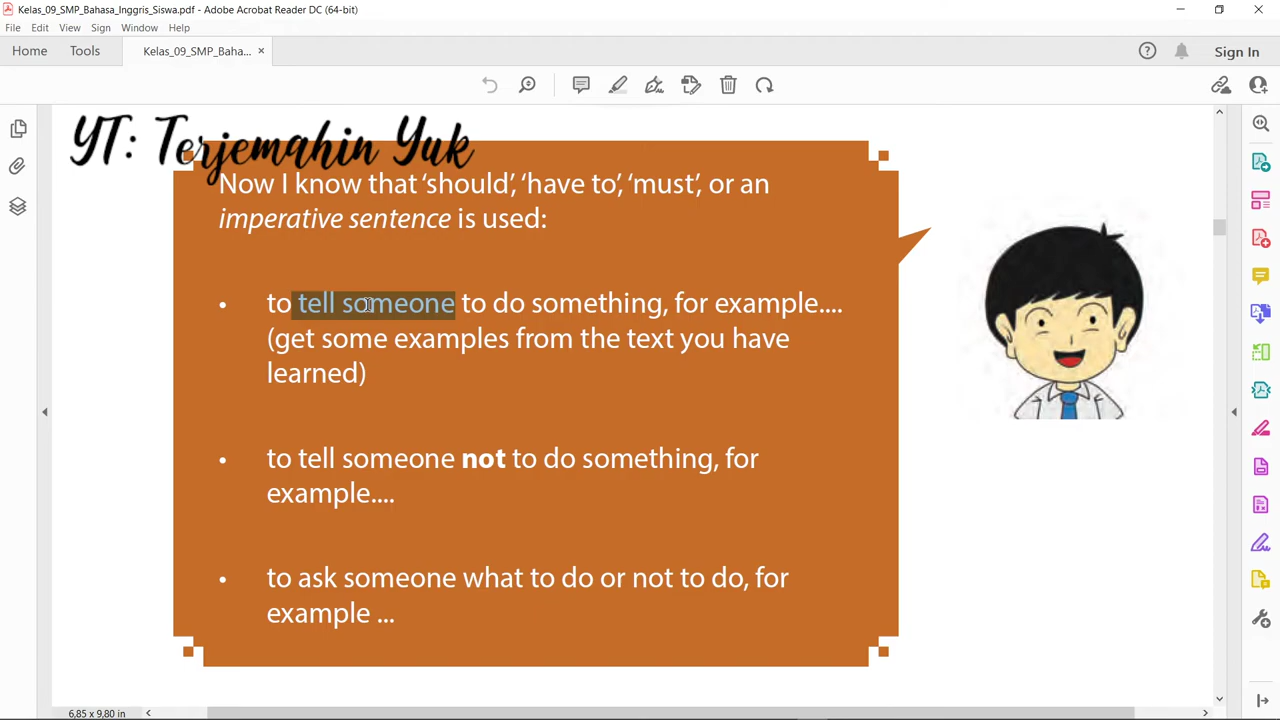 Kelas_09_SMP_Bahasa_Inggris_Siswa.pdf - Adobe Acrobat Reader DC (64-bit)
File Edit View Sign Window Help
Home Tools Kelas_09_SMP_Baha... × Sign In
YT: Terjemahin Yuk
Now I know that ‘should’, ‘have to’, ‘must’, or an
imperative sentence is used:
• to tell someone to do something, for example....
(get some examples from the text you have
learned)
• to tell someone not to do something, for
example....
• to ask someone what to do or not to do, for
example ...
6,85 x 9,80 in